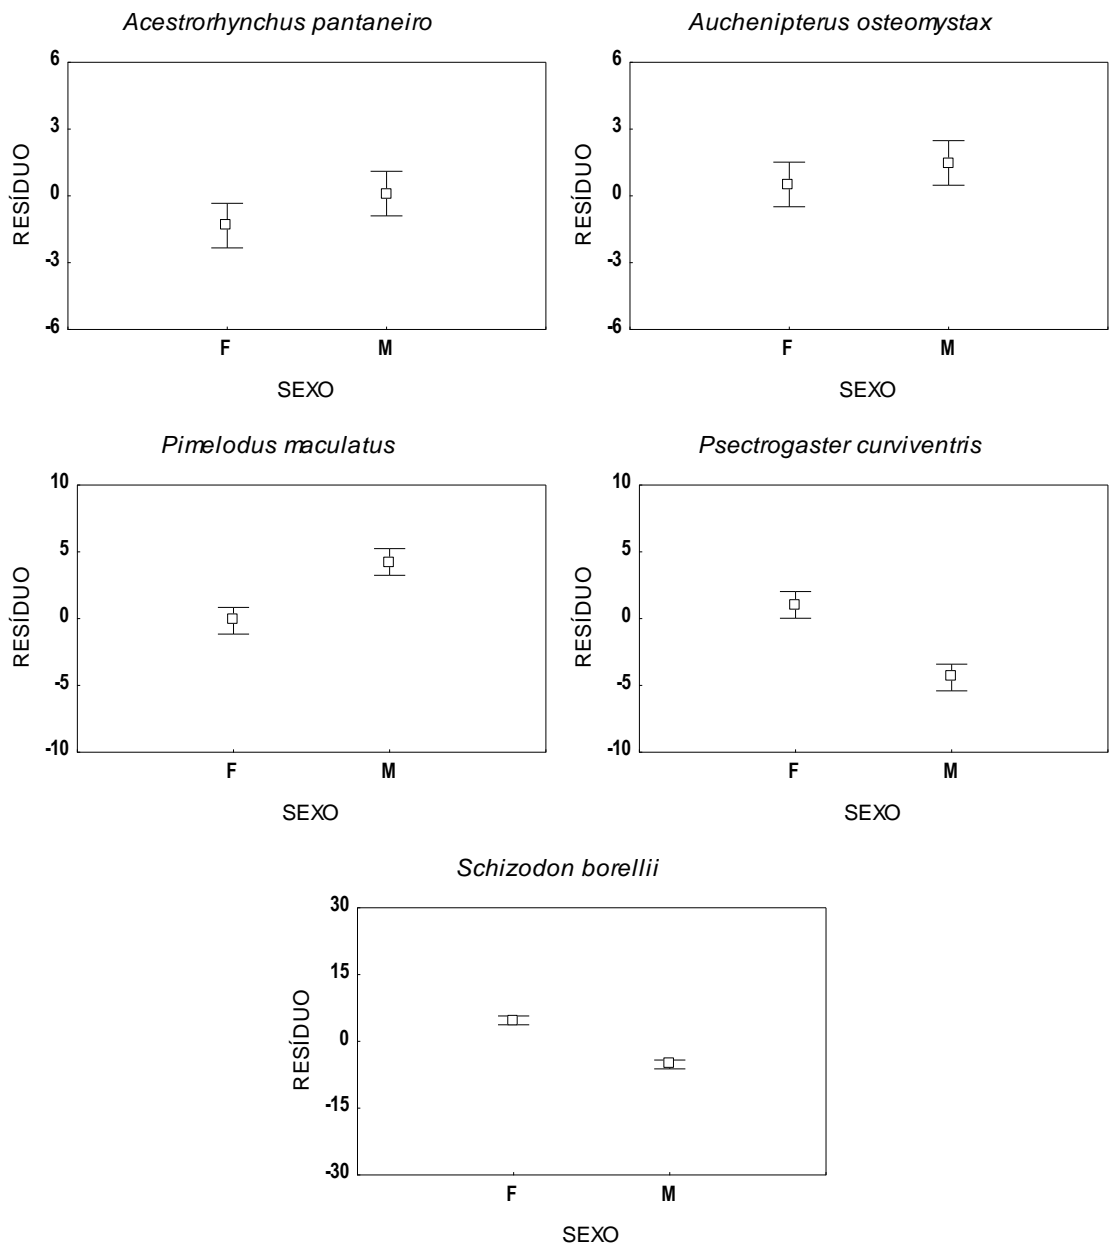 Acestrorhynchus pantaneiro
6
3
0
-3
-6
RESÍDUO
F M
SEXO
Auchenipterus osteomystax
6
3
0
-3
-6
RESÍDUO
F M
SEXO
Pimelodus maculatus
10
5
0
-5
-10
RESÍDUO
F M
SEXO
Psectrogaster curviventris
10
5
0
-5
-10
RESÍDUO
F M
SEXO
Schizodon borellii
30
15
0
-15
-30
RESÍDUO
F M
SEXO